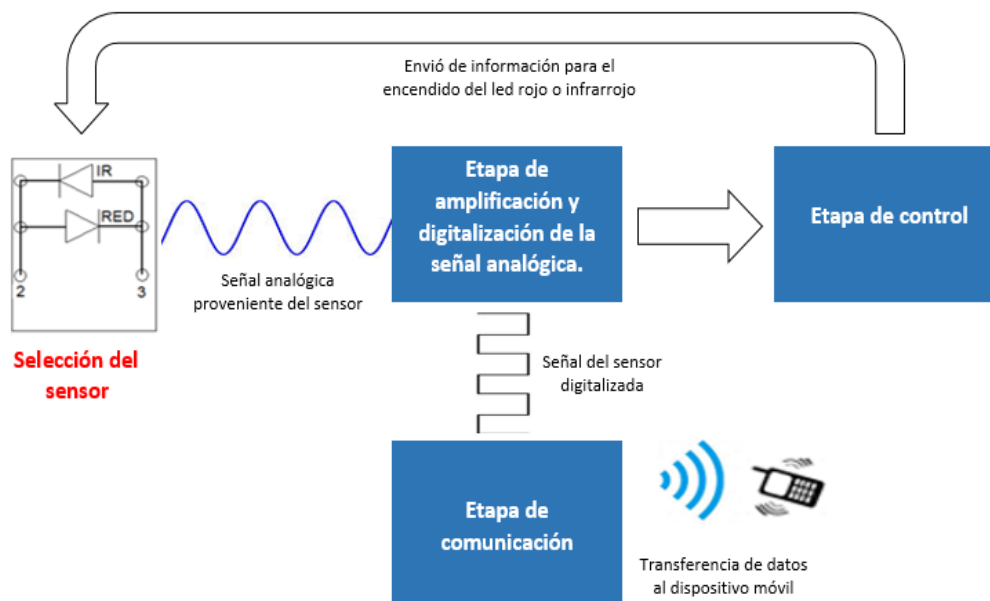 Envió de información para el
encendido del led rojo o infrarrojo
IR
RED
2
3
Selección del
sensor
Señal analógica
proveniente del sensor
Etapa de
amplificación y
digitalización de la
señal analógica.
Etapa de control
Señal del sensor
digitalizada
Etapa de
comunicación
Transferencia de datos
al dispositivo móvil